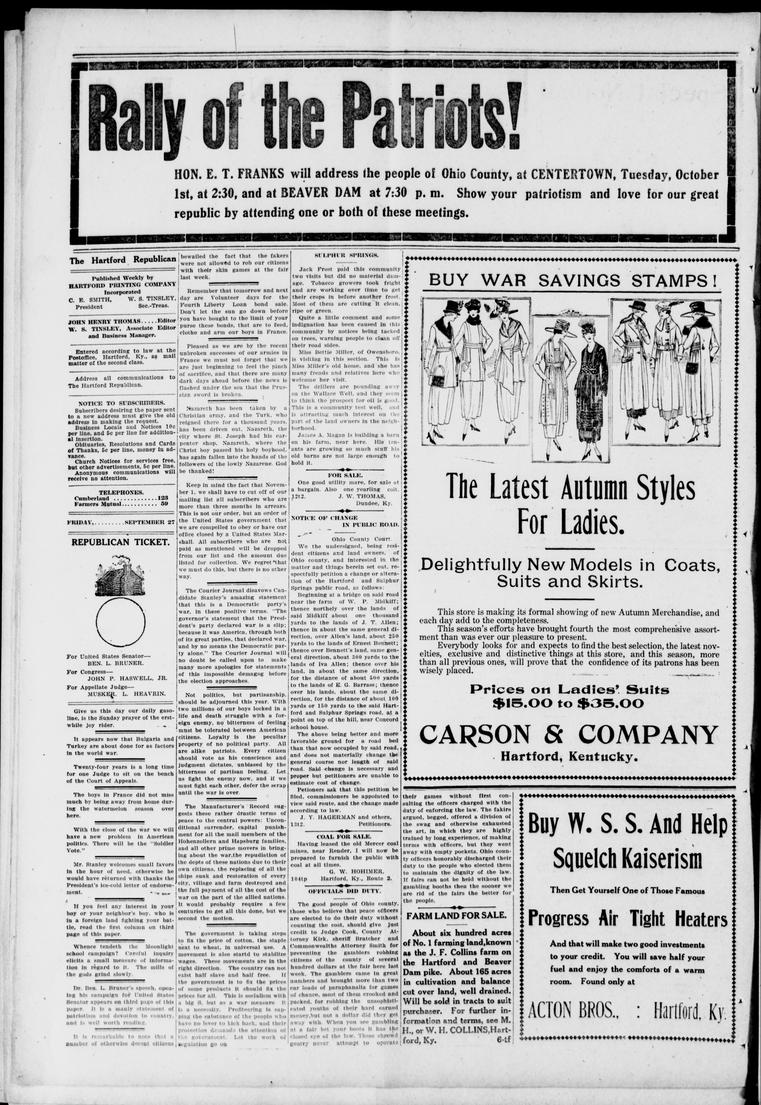 Rally of the Patriots!
HON. E. T. FRANKS will address the people of Ohio County, at CENTERTOWN, Tuesday, October
1st, at 2:30, and at BEAVER DAM at 7:30 p. m. Show your patriotism and love for our great
republic by attending one or both of these meetings.
The Hartford Republican
Published Weekly by
HARTFORD PRINTING COMPANY
Incorporated
C. E. SMITH, W. S. TINSLEY,
President Sec.-Treas.
JOHN HENRY THOMAS.....Editor
W. S. TINSLEY, Associate Editor
and Business Manager.
Entered according to law at the
Postoffice, Hartford, Ky., as mail
matter of the second class.
Address all communications to
The Hartford Republican.
NOTICE TO SUBSCRIBERS.
Subscribers desiring the paper sent
to a new address must give the old
address in making the request.
Business Locals and Notices 10c
per line, and 5c per line for addition-
al insertion.
Obituaries, Resolutions and Cards
of Thanks, 5c per line, money in ad-
vance.
Church Notices for services free,
but other advertisements, 5c per line.
Anonymous communications will
receive no attention.
TELEPHONES.
Cumberland ............123
Farmers Mutual.......... 59
FRIDAY,........SEPTEMBER 27
REPUBLICAN TICKET.
For United States Senator—
BEN. L. BRUNER.
For Congress—
JOHN P. HASWELL, JR.
For Appellate Judge—
MUSKER L. HEAVRIN.
Give us this day our daily gaso-
line, is the Sunday prayer of the erst-
while joy rider.
It appears now that Bulgaria and
Turkey are about done for as factors
in the world war.
Twenty-four years is a long time
for one Judge to sit on the bench
of the Court of Appeals.
The boys in France did not miss
much by being away from home dur-
ing the watermelon season over
here.
With the close of the war we will
have a new problem in American
politics. There will be the "Soldier
Vote."
Mr. Stanley welcomes small favors
in the hour of need, otherwise he
would have returned with thanks the
President's ice-cold letter of endorse-
ment.
If you feel any interest in your
boy or your neighbor's boy, who is
in a foreign land fighting your bat-
tle, read the first column on third
page of this paper.
Whence tendeth the moonlight
school campaign? Careful inquiry
elicits a small measure of informa-
tion in regard to it. The mills of
the gods grind slowly.
Dr. Ben. L. Bruner's speech, open-
ing his campaign for United States
Senator appears on third page of this
paper. It is a manly statement of
patriotism and devotion to country,
and is well worth reading.
It is remarkable to note that a
number of otherwise decent citizens
bewailed the fact that the fakers
were not allowed to rob our citizens
with their skin games at the fair
last week.
Remember that tomorrow and next
day are Volunteer days for the
Fourth Liberty Loan bond sale.
Don't let the sun go down before
you have bought to the limit of your
purse these bonds, that are to feed,
clothe and arm our boys in France.
Pleased as we are by the recent
unbroken successes of our armies in
France we must not forget that we
are just beginning to feel the pinch
of sacrifice, and that there are many
dark days ahead before the news is
flashed under the sea that the Prus-
sian sword is broken.
Nazareth has been taken by a
Christian army, and the Turk, who
reigned there for a thousand years,
has been driven out. Nazareth, the
city where St. Joseph had his car-
penter shop. Nazareth, where the
Christ boy passed his holy boyhood,
has again fallen into the hands of the
followers of the lowly Nazarene. God
be thanked!
Keep in mind the fact that Novem-
ber 1, we shall have to cut off of our
mailing list all subscribers who are
more than three months in arrears.
This is not our order, but an order of
the United States government that
we are compelled to obey or have our
office closed by a United States Mar-
shall. All subscribers who are not
paid as mentioned will be dropped
from our list and the amount due
listed for collection. We regret that
we must do this, but there is no other
way.
The Courier Journal disavows Can-
didate Stanley's amazing statement
that this is a Democratic party's
war, in these positive terms. "The
governor's statement that the Presi-
dent's party declared war is a slip;
because it was America, through both
of its great parties, that declared war,
and by no means the Democratic par-
ty alone." The Courier Journal will
no doubt be called upon to make
many more apologies for statements
of this impossible demagog before
the election approaches.
Not politics, but partisanship,
should be adjourned this year. With
two millions of our boys locked in a
life and death struggle with a for-
eign enemy, no bitterness of feeling
must be tolerated between American
citizens. Loyalty is the peculiar
property of no political party. All
are alike patriots. Every citizen
should vote as his conscience and
judgment dictates, unbiased by the
bitterness of partisan feeling. Let
us fight the enemy now, and if we
must fight each other, defer the scrap
until the war is over.
The Manufacturer's Record sug-
gests these rather drastic terms of
peace to the central powers: Uncon-
ditional surrender, capital punish-
ment for all the mail members of the
Hohenzollern and Hapsburg families,
and all other prime movers in bring-
ing about the war, the repudiation of
the depts of these nations due to their
own citizens, the replacing of all the
ships sunk and restoration of every
city, village and farm destroyed and
the full payment of all the cost of the
war on the part of the allied nations.
It would probably require a few
centuries to get all this done, but we
second the motion.
The government is taking steps
to fix the price of cotton, the staple
next to wheat, in universal use. A
movement is also started to stabilize
wages. These movements are in the
right direction. The country can not
exist half slave and half free. If
the government is to fix the prices
of some products it should fix the
prices for all. This is socialism with
a big S, but as a war measure it
is a necessity. Profiteering is sap-
ping the substance of the people who
have no lever to kick back, and their
protection demands the attention of
the government. Let the work of
regulation go on
SULPHUR SPRINGS.
Jack Frost paid this community
two visits but did no material dam-
age. Tobacco growers took fright
and are working over time to get
their crops in before another frost.
Most of them are cutting it clean,
ripe or green.
Quite a little comment and some
indignation has been caused in this
community by notices being tacked
on trees, warning people to clean off
their road sides.
Miss Bettie Miller, of Owensboro,
is visiting in this section. This is
Miss Miller's old home, and she has
many freinds and relatives here who
welcome her visit.
The drillers are pounding away
on the Wallace Well, and they seem
to think the prospect for oil is good.
This is a community test well, and
is attracting much interest on the
part of the land owners in the neigh-
borhood.
James A. Magan is building a barn
on his farm, near here. His ten-
ants are growing so much stuff his
old barns are not large enough to
hold it.
FOR SALE.
One good utility mare, for sale at
a bargain. Also one yearling colt.
1212. J. W. THOMAS,
Dundee, Ky.
NOTICE OF CHANGE
IN PUBLIC ROAD.
Ohio County Court
We the undersigned, being resi-
dent citizens and land owners, of
Ohio county, and interested in the
matter and things herein set out, re-
spectfully petition a change or altera-
tion of the Hartford and Sulphur
Springs public road, as follows:
Beginning at a bridge on said road
near the farm of W. P. Midkiff;
thence northely over the lands of
said Midkiff about one thousand
yards to the lands of J. T. Allen;
thence in about the same general di-
rection, over Allen's land, about 250
yards to the lands of Ernest Bennett;
thence over Bennett's land, same gen-
eral direction, about 300 yards to the
lands of Iva Allen; thence over his
land, in about the same direction,
for the distance of about 500 yards
to the lands of E. G. Barrass; thence
over his lands, about the same di-
rection, for the distance of about 100
yards or 150 yards to the said Hart-
ford and Sulphur Springs road, at a
point on top of the hill, near Concord
school house.
The above being better and more
favorable ground for a road bed
than that now occupied by said road,
and does not materially change the
general course nor length of said
road. Said change is necessary and
proper but petitioners are unable to
estimate cost of change.
Petioners ask that this petition be
filed, commissioners be appointed to
view said route, and the change made
according to law.
J. T. HAGERMAN and others,
1312. Petitioners.
COAL FOR SALE.
Having leased the old Mercer coal
mines, near Render, I will now be
prepared to furnish the public with
coal at all times.
G. W. HOHIMER,
104tp Hartford, Ky., Route 2.
OFFICIALS DID DUTY.
The good people of Ohio county,
those who believe that peace officers
are elected to do their duty without
counting the cost, should give just
credit to Judge Cook, County At-
torney Kirk, sheriff Bratcher and
Commonwealths Attorney Smith for
preventing the gamblers robbing
citizens of the county of several
hundred dollars at the fair here last
week. The gamblers came in great
numbers and brought more than two
car loads of paraphanalia for games
of chance, most of them crooked and
packed, for robbing the unsophisti-
cated youths of their hard earned
money, but not a dollar did they get
away with. When you see gambling
at a fair bet your boots it has the
closed eye of the law. These shrewd
gentry never attempt to operate
BUY WAR SAVINGS STAMPS!
The Latest Autumn Styles
For Ladies.
Delightfully New Models in Coats,
Suits and Skirts.
This store is making its formal showing of new Autumn Merchandise, and
each day add to the completeness.
This season's efforts have brought fourth the most comprehensive assort-
ment than was ever our pleasure to present.
Everybody looks for and expects to find the best selection, the latest nov-
elties, exclusive and distinctive things at this store, and this season, more
than all previous ones, will prove that the confidence of its patrons has been
wisely placed.
Prices on Ladies' Suits
$15.00 to $35.00
CARSON & COMPANY
Hartford, Kentucky.
their games without first con-
sulting the officers charged with the
duty of enforcing the law. The fakirs
argued, begged, offered a division of
the swag and otherwise exhausted
the art, in which they are highly
trained by long experience, of making
terms with officers, but they went
away with empty pockets. Ohio coun-
ty officers honorably discharged their
duty to the people who elected them
to maintain the dignity of the law.
If fairs can not be held without the
gambling booths then the sooner we
are rid of the fairs the better for
the people.
FARM LAND FOR SALE.
About six hundred acres
of No. 1 farming land, known
as the J. F. Collins farm on
the Hartford and Beaver
Dam pike. About 165 acres
in cultivation and balance
cut over land, well drained.
Will be sold in tracts to suit
purchaser. For further in-
formation and terms, see M.
H., or W. H. COLLINS, Hart-
ford, Ky. 6-tf
Buy W. S. S. And Help
Squelch Kaiserism
Then Get Yourself One of Those Famous
Progress Air Tight Heaters
And that will make two good investments
to your credit. You will save half your
fuel and enjoy the comforts of a warm
room. Found only at
ACTON BROS., : Hartford, Ky.